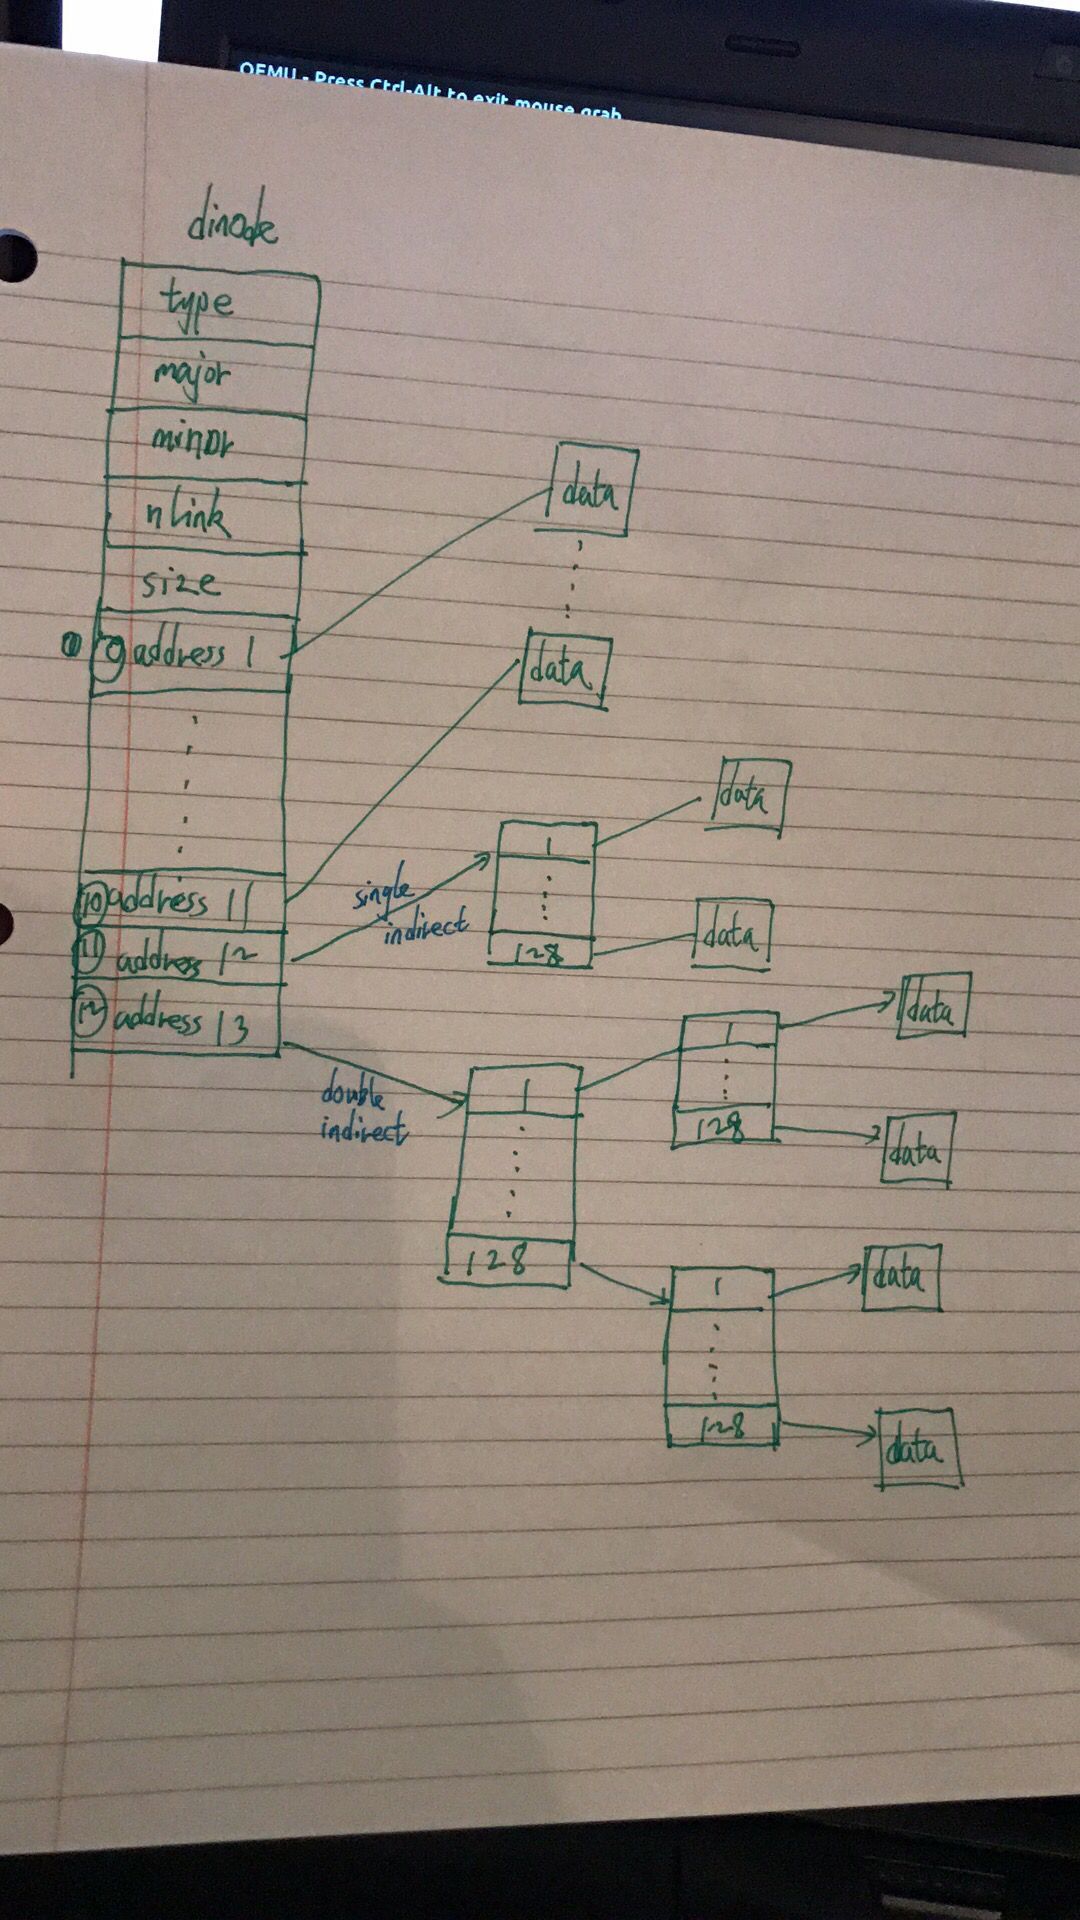 QEMU - Press Ctrl-Alt to exit mouse grab
dinode
type
major
minor
nlink
size
0 address 1
data
data
10 address 11
11 address 12
12 address 13
single
indirect
1
128
data
data
double
indirect
1
128
1
128
data
data
1
128
data
data